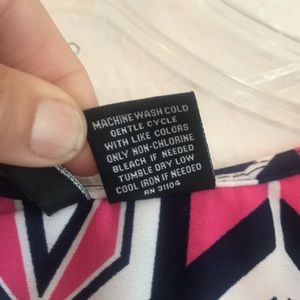 MACHINE WASH COLD
GENTLE CYCLE
WITH LIKE COLORS
ONLY NON-CHLORINE
BLEACH IF NEEDED
TUMBLE DRY LOW
COOL IRON IF NEEDED
RN 31104